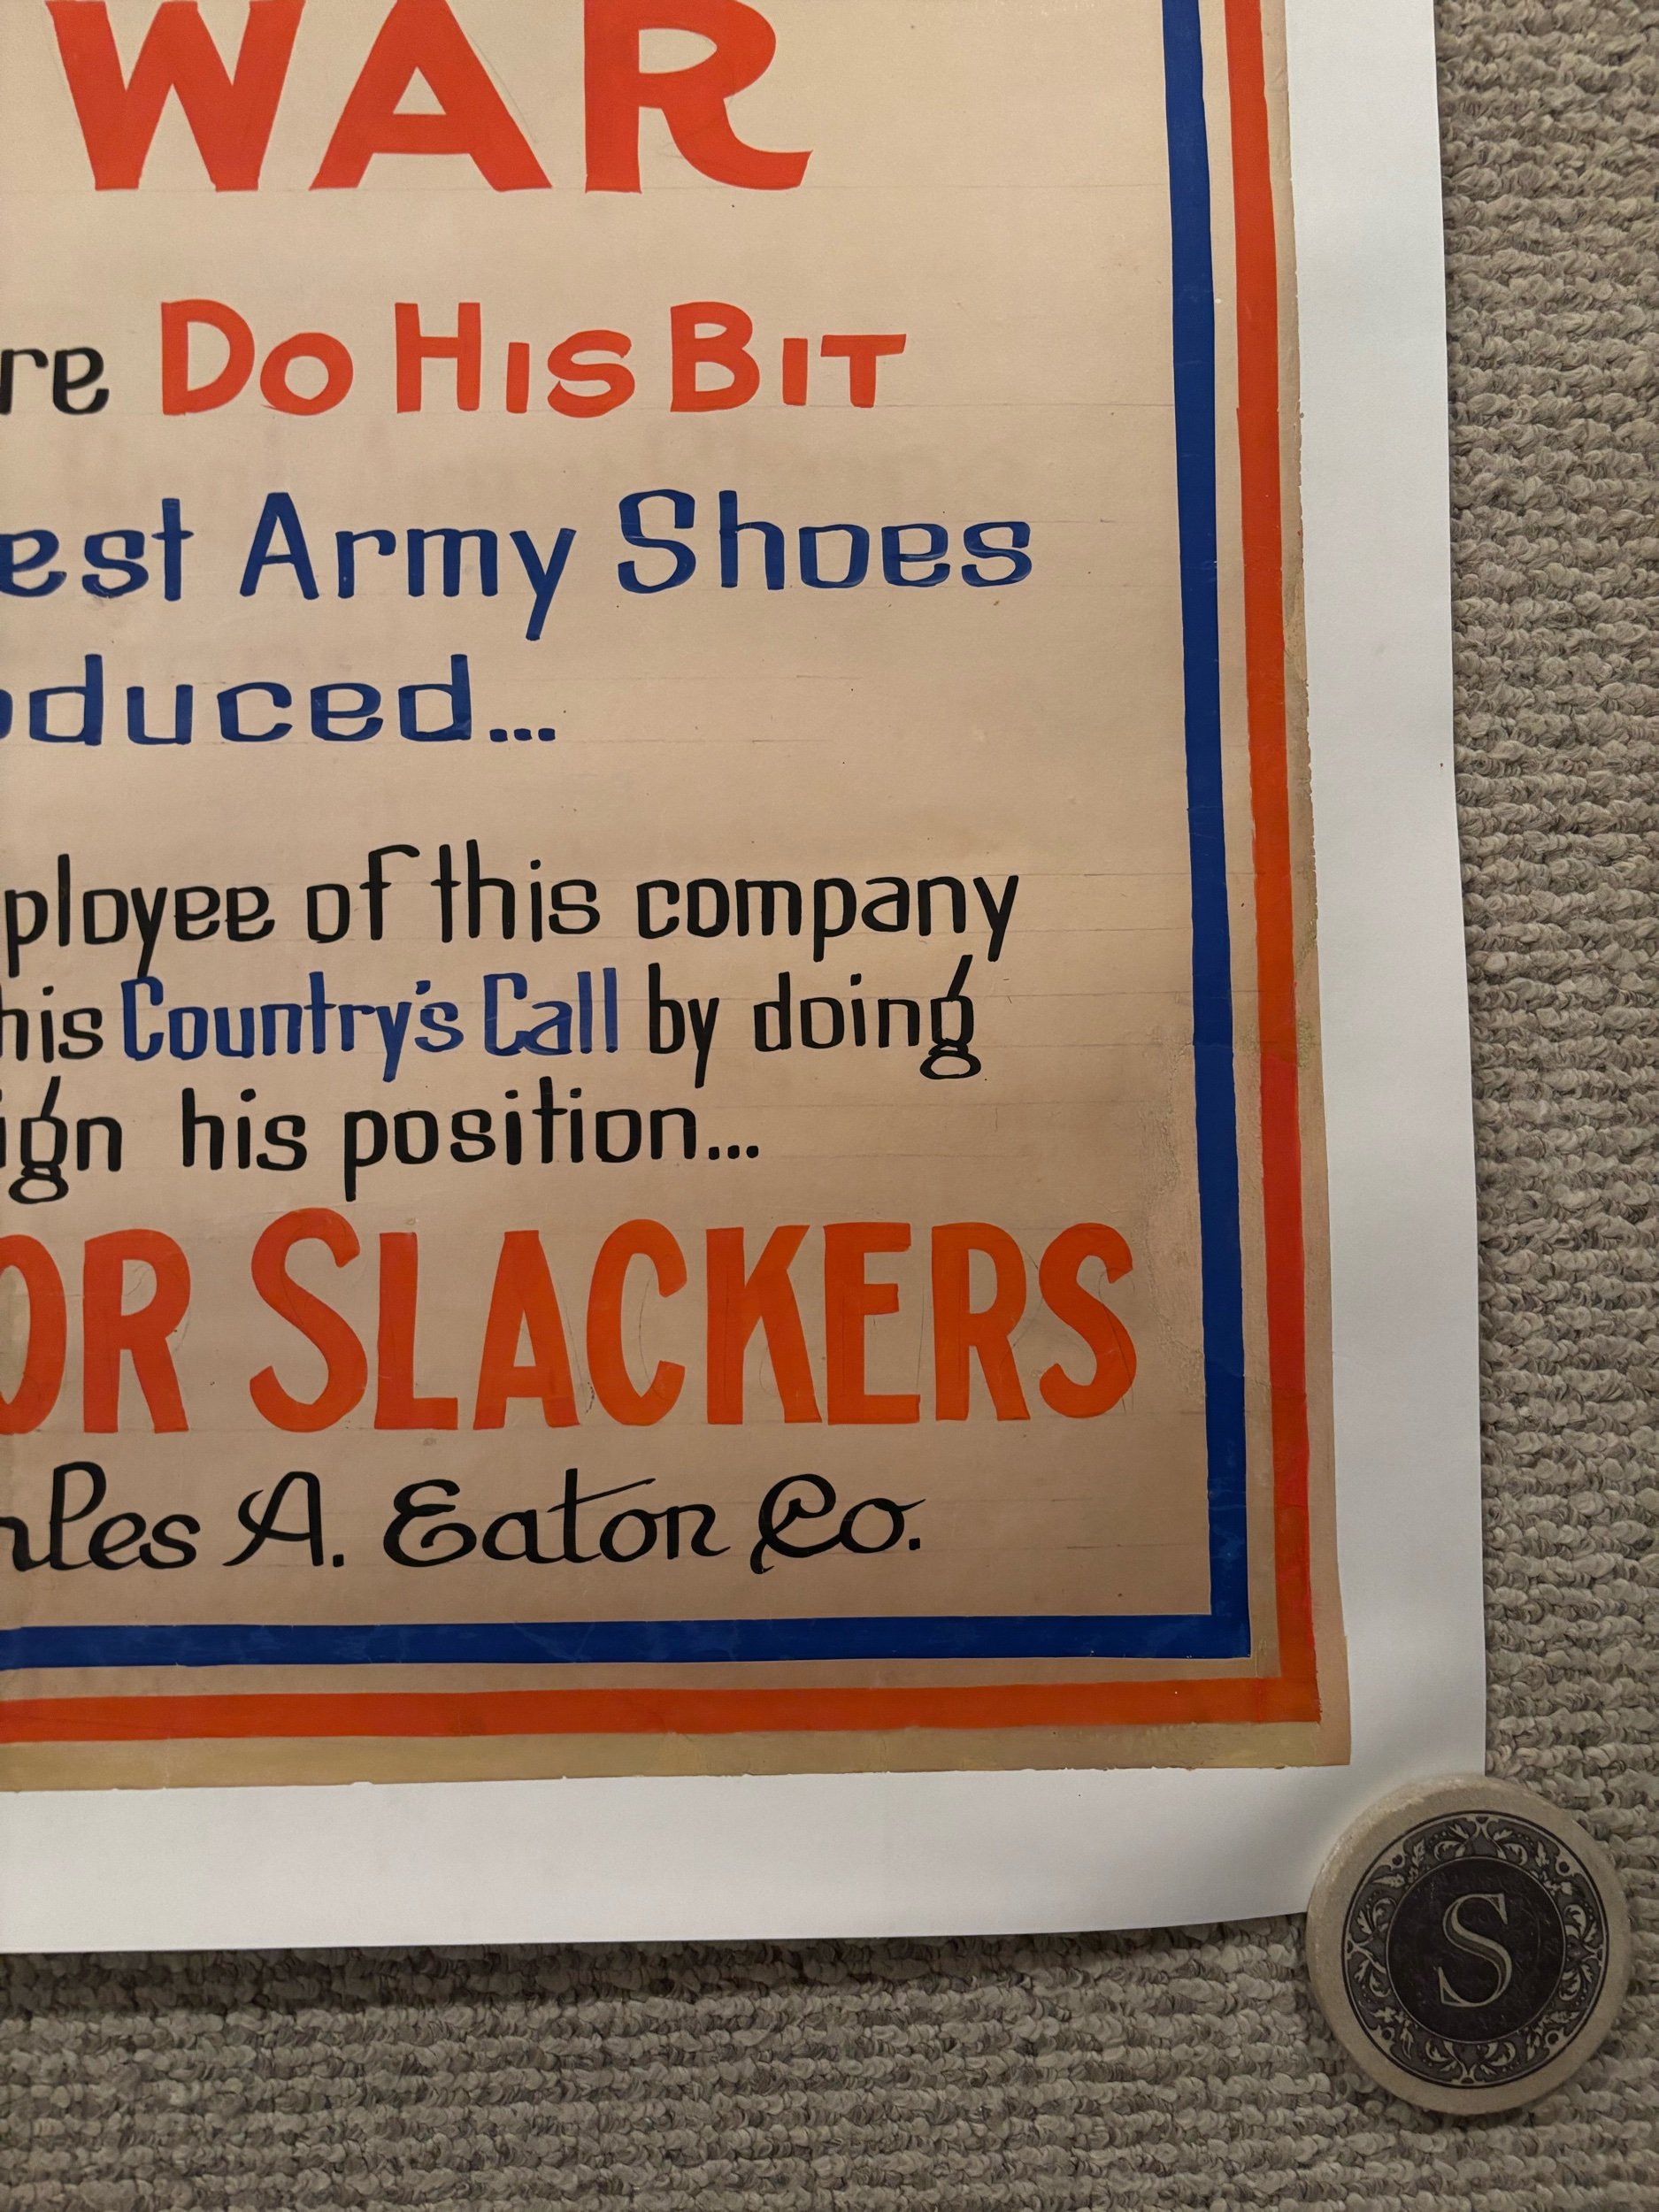 WAR
re Do His Bit
est Army Shoes
oduced...
ployee of this company
his Country's Call by doing
ign his position...
OR SLACKERS
rles A. Eaton Co.
S